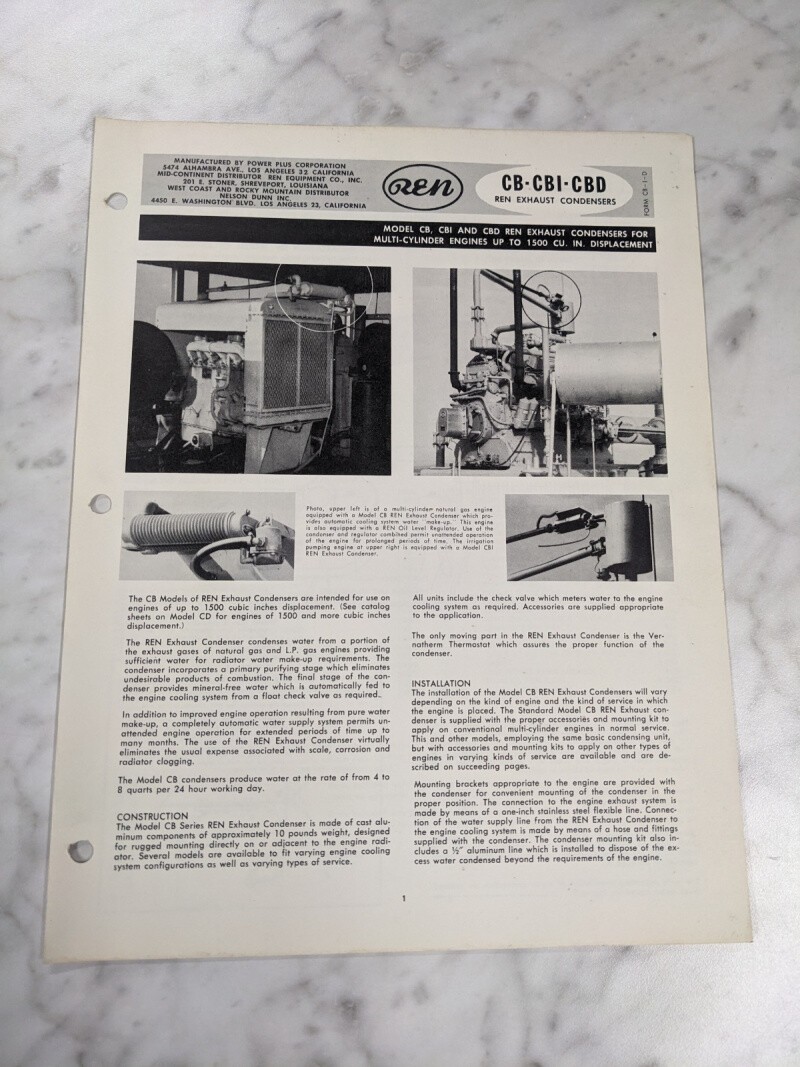 MANUFACTURED BY POWER PLUS CORPORATION
5474 ALHAMBRA AVE., LOS ANGELES 32 CALIFORNIA
MID-CONTINENT DISTRIBUTOR REN EQUIPMENT CO., INC.
201 E. STONER, SHREVEPORT, LOUISIANA
WEST COAST AND ROCKY MOUNTAIN DISTRIBUTOR
NELSON DUNN INC.
4450 E. WASHINGTON BLVD. LOS ANGELES 23, CALIFORNIA
REN
CB-CBI-CBD
REN EXHAUST CONDENSERS
FORM CB-1-D
MODEL CB, CBI AND CBD REN EXHAUST CONDENSERS FOR
MULTI-CYLINDER ENGINES UP TO 1500 CU. IN. DISPLACEMENT
Photo, upper left is of a multi-cylinder natural gas engine
equipped with a Model CB REN Exhaust Condenser which pro-
vides automatic cooling system water "make-up." This engine
is also equipped with a REN Oil Level Regulator. Use of the
condenser and regulator combined permit unattended operation
of the engine for prolonged periods of time. The irrigation
pumping engine at upper right is equipped with a Model CBI
REN Exhaust Condenser.
The CB Models of REN Exhaust Condensers are intended for use on
engines of up to 1500 cubic inches displacement. (See catalog
sheets on Model CD for engines of 1500 and more cubic inches
displacement.)
The REN Exhaust Condenser condenses water from a portion of
the exhaust gases of natural gas and L.P. gas engines providing
sufficient water for radiator water make-up requirements. The
condenser incorporates a primary purifying stage which eliminates
undesirable products of combustion. The final stage of the con-
denser provides mineral-free water which is automatically fed to
the engine cooling system from a float check valve as required.
In addition to improved engine operation resulting from pure water
make-up, a completely automatic water supply system permits un-
attended engine operation for extended periods of time up to
many months. The use of the REN Exhaust Condenser virtually
eliminates the usual expense associated with scale, corrosion and
radiator clogging.
The Model CB condensers produce water at the rate of from 4 to
8 quarts per 24 hour working day.
CONSTRUCTION
The Model CB Series REN Exhaust Condenser is made of cast alu-
minum components of approximately 10 pounds weight, designed
for rugged mounting directly on or adjacent to the engine radi-
ator. Several models are available to fit varying engine cooling
system configurations as well as varying types of service.
All units include the check valve which meters water to the engine
cooling system as required. Accessories are supplied appropriate
to the application.
The only moving part in the REN Exhaust Condenser is the Ver-
natherm Thermostat which assures the proper function of the
condenser.
INSTALLATION
The installation of the Model CB REN Exhaust Condensers will vary
depending on the kind of engine and the kind of service in which
the engine is placed. The Standard Model CB REN Exhaust con-
denser is supplied with the proper accessories and mounting kit to
apply on conventional multi-cylinder engines in normal service.
This and other models, employing the same basic condensing unit,
but with accessories and mounting kits to apply on other types of
engines in varying kinds of service are available and are de-
scribed on succeeding pages.
Mounting brackets appropriate to the engine are provided with
the condenser for convenient mounting of the condenser in the
proper position. The connection to the engine exhaust system is
made by means of a one-inch stainless steel flexible line. Connec-
tion of the water supply line from the REN Exhaust Condenser to
the engine cooling system is made by means of a hose and fittings
supplied with the condenser. The condenser mounting kit also in-
cludes a ½" aluminum line which is installed to dispose of the ex-
cess water condensed beyond the requirements of the engine.
1